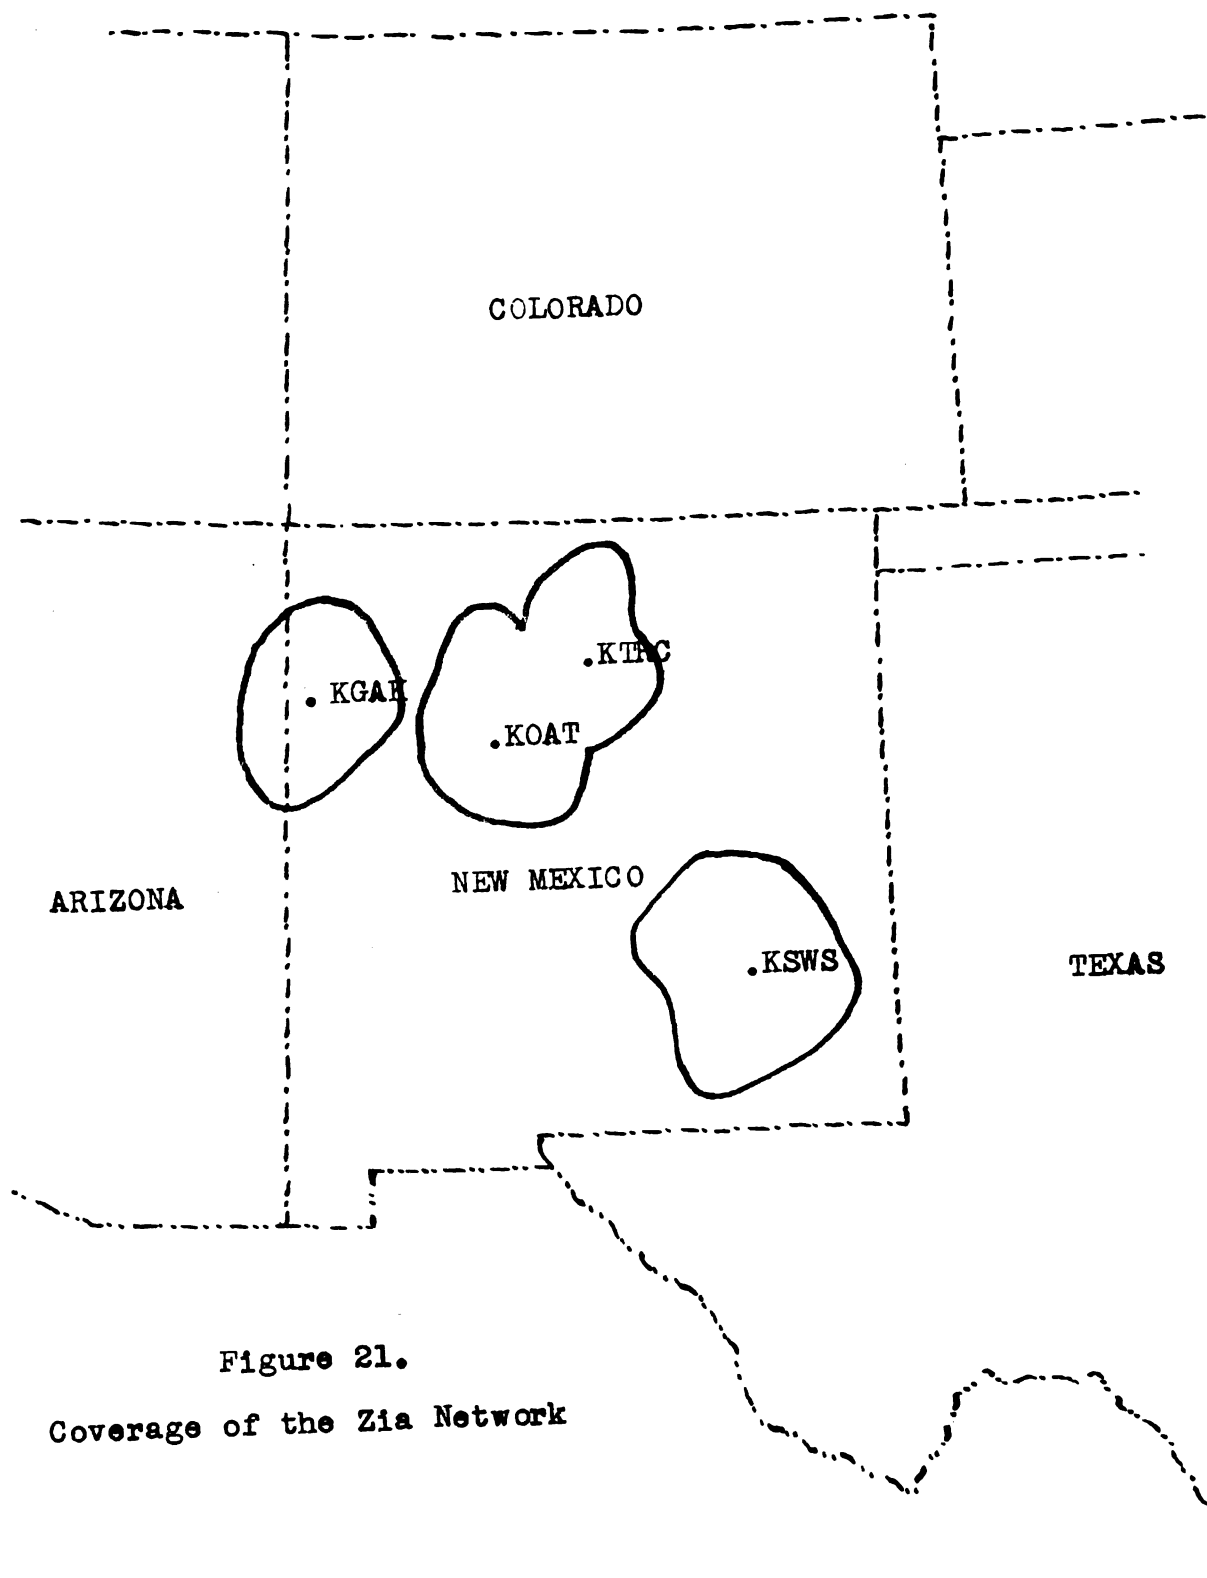 COLORADO
KTRC
KGAK
KOAT
NEW MEXICO
ARIZONA
KSWS
TEXAS
Figure 21.
Coverage of the Zia Network